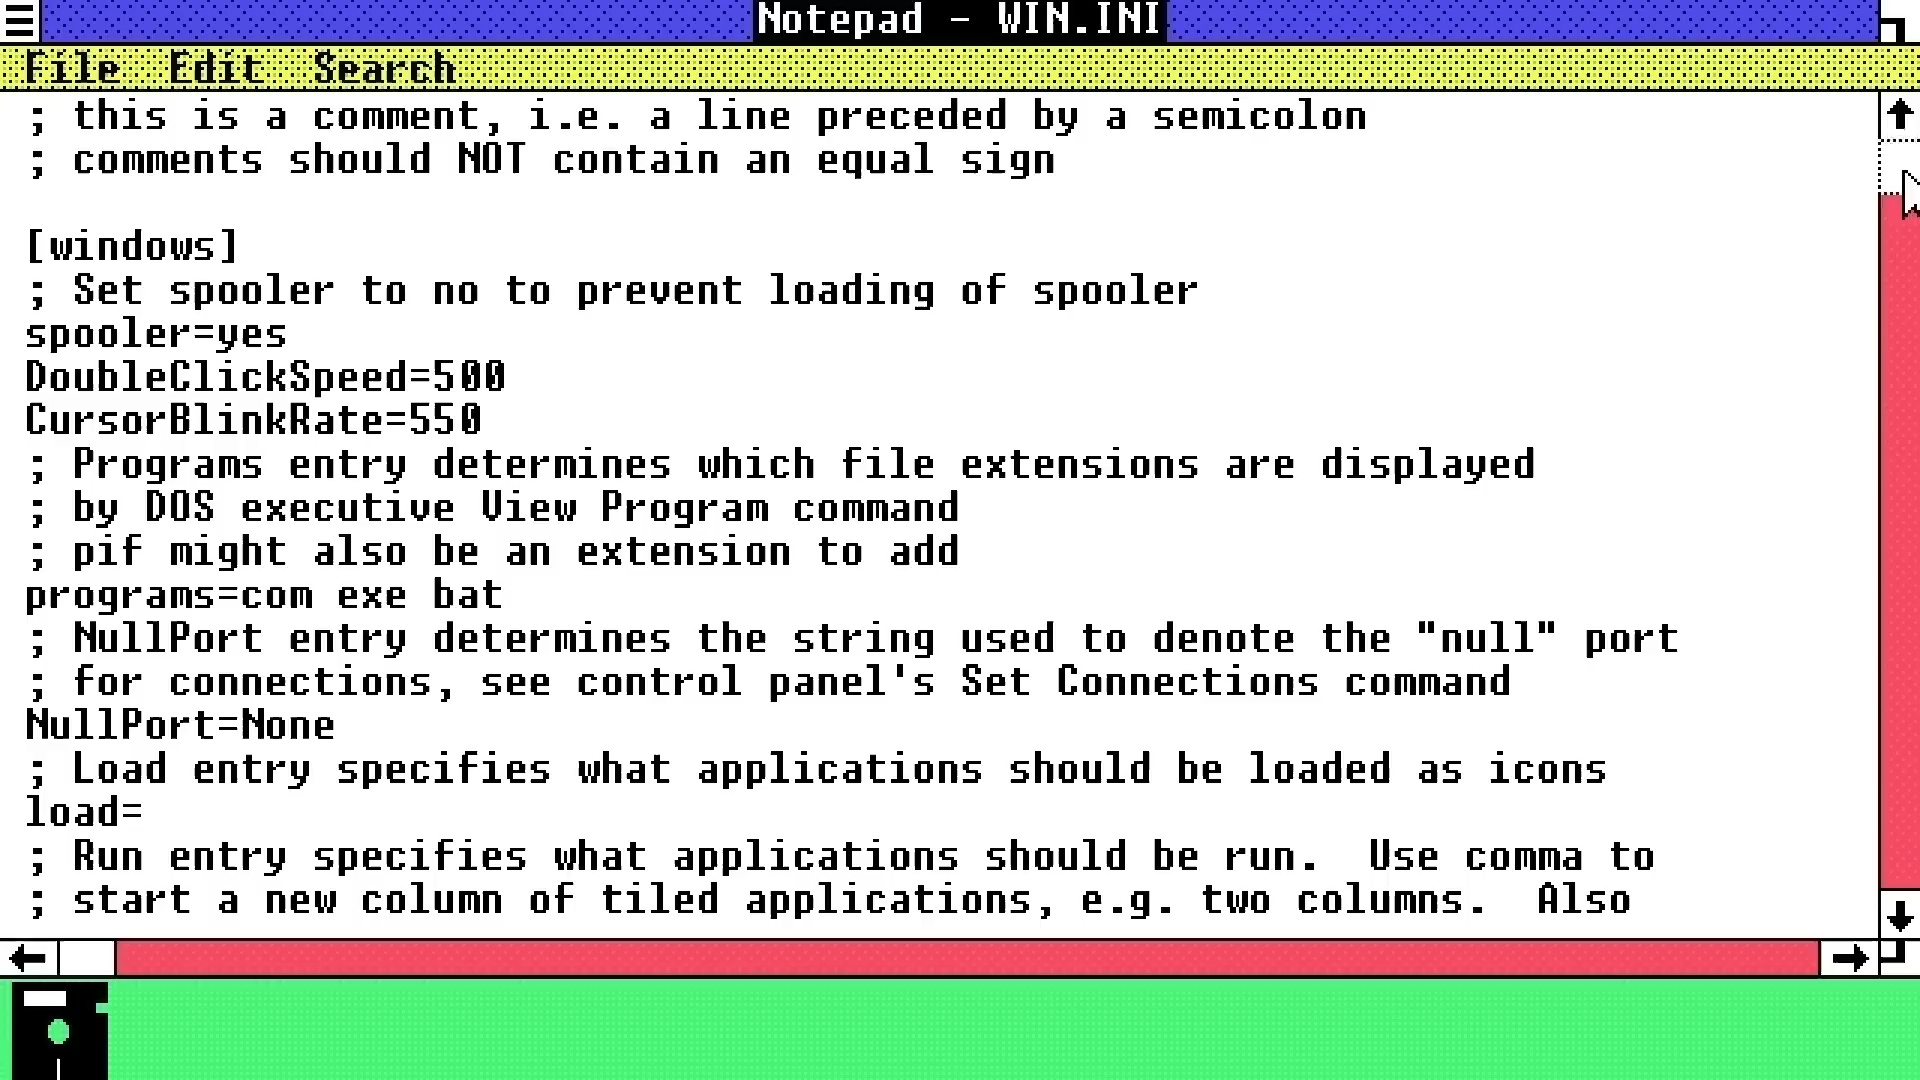 Notepad - WIN.INI
File Edit Search
; this is a comment, i.e. a line preceded by a semicolon
; comments should NOT contain an equal sign
[windows]
; Set spooler to no to prevent loading of spooler
spooler=yes
DoubleClickSpeed=500
CursorBlinkRate=550
; Programs entry determines which file extensions are displayed
; by DOS executive View Program command
; pif might also be an extension to add
programs=com exe bat
; NullPort entry determines the string used to denote the "null" port
; for connections, see control panel's Set Connections command
NullPort=None
; Load entry specifies what applications should be loaded as icons
load=
; Run entry specifies what applications should be run.  Use comma to
; start a new column of tiled applications, e.g. two columns.  Also